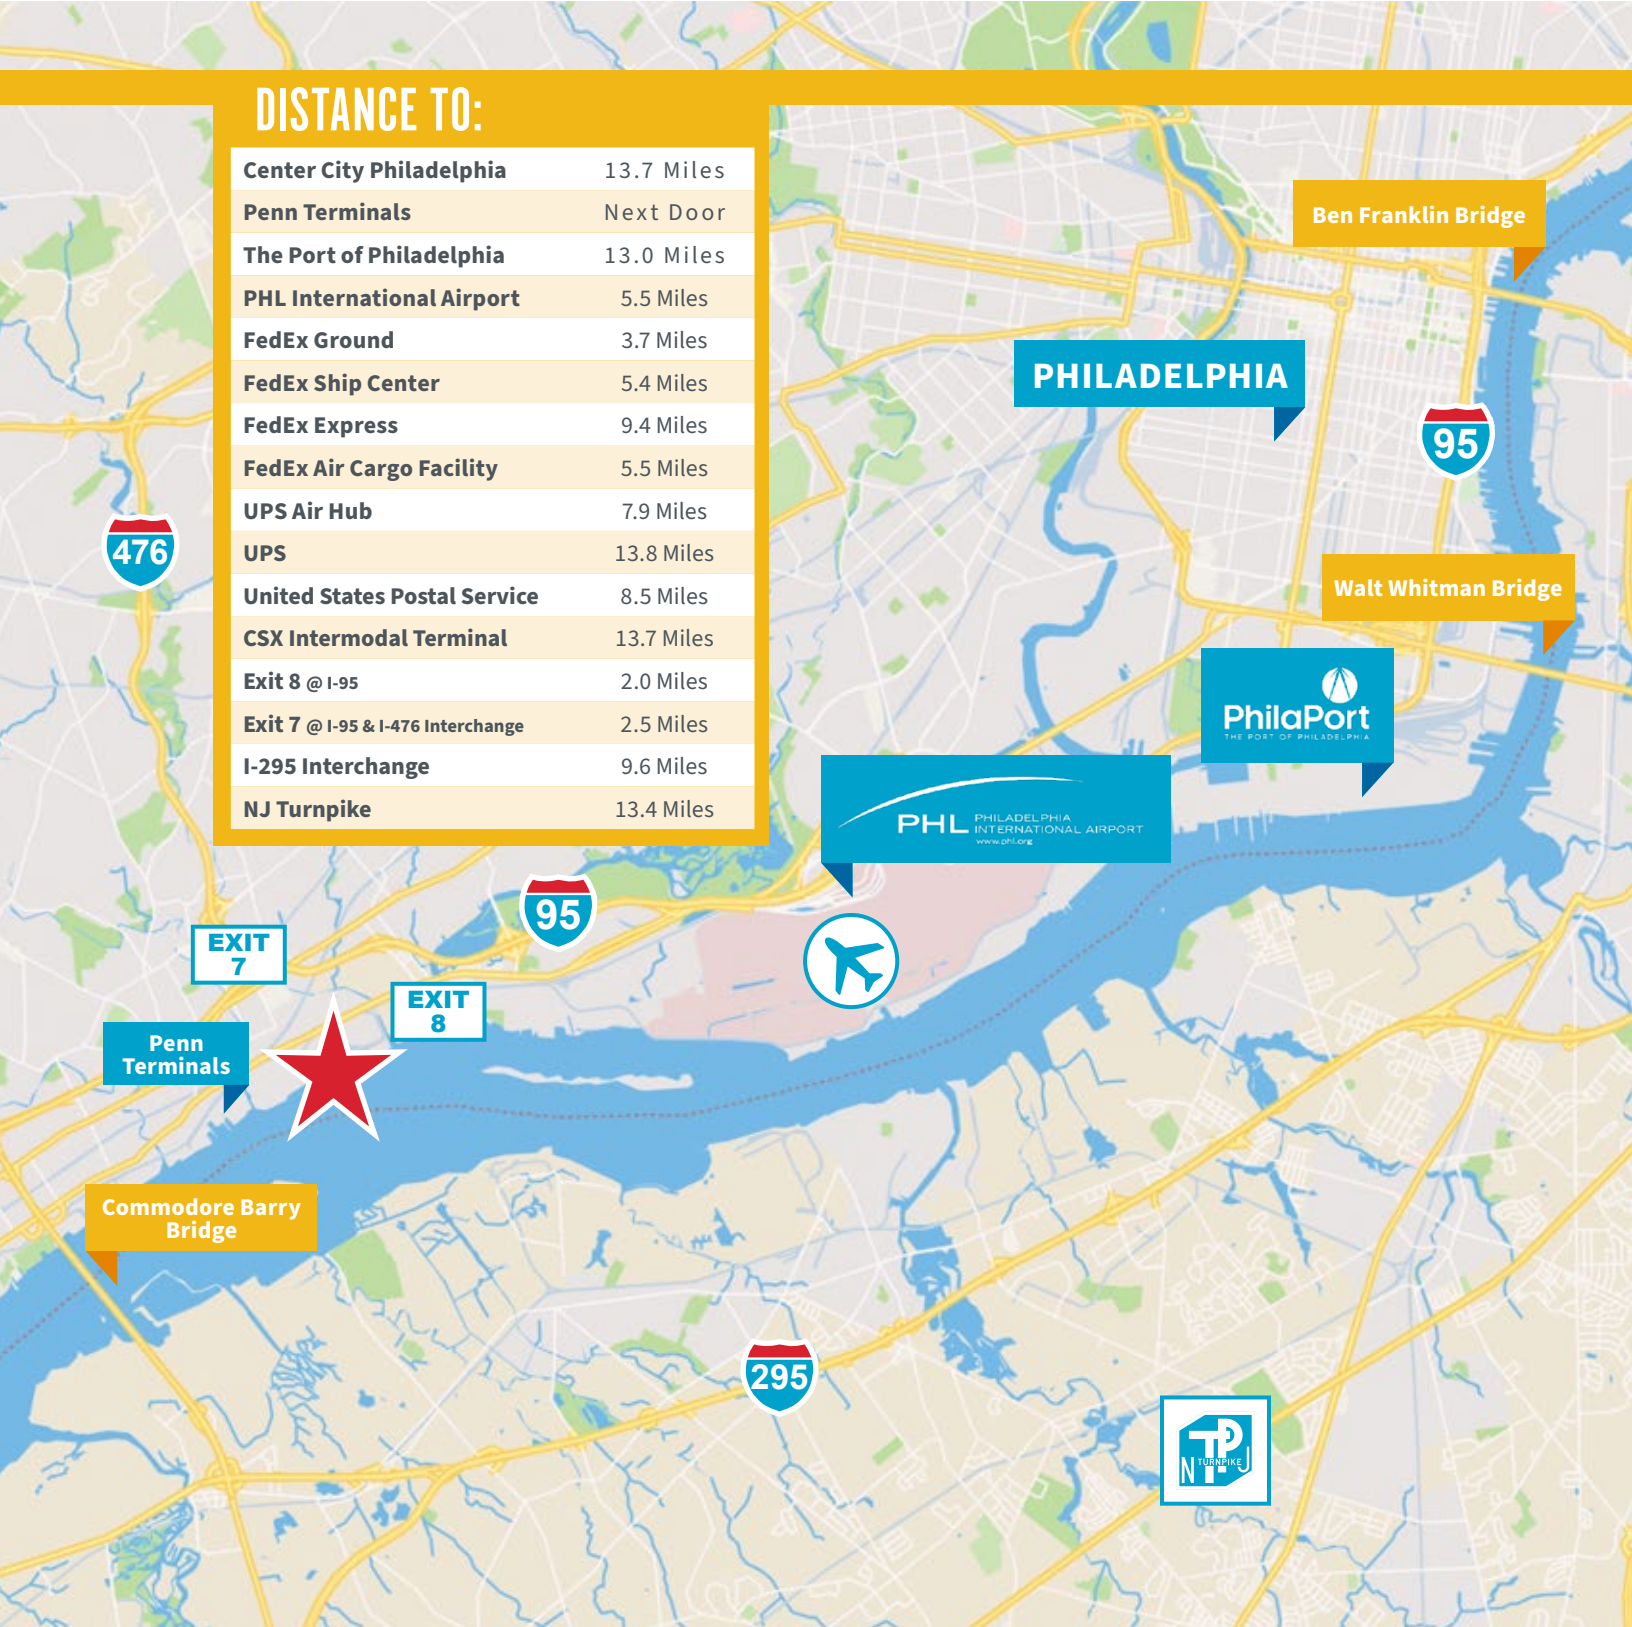 DISTANCE TO:
Center City Philadelphia 13.7 Miles
Penn Terminals Next Door
The Port of Philadelphia 13.0 Miles
PHL International Airport 5.5 Miles
FedEx Ground 3.7 Miles
FedEx Ship Center 5.4 Miles
FedEx Express 9.4 Miles
FedEx Air Cargo Facility 5.5 Miles
UPS Air Hub 7.9 Miles
UPS 13.8 Miles
United States Postal Service 8.5 Miles
CSX Intermodal Terminal 13.7 Miles
Exit 8 @ I-95 2.0 Miles
Exit 7 @ I-95 & I-476 Interchange 2.5 Miles
I-295 Interchange 9.6 Miles
NJ Turnpike 13.4 Miles
Ben Franklin Bridge
PHILADELPHIA
95
476
Walt Whitman Bridge
PhilaPort
THE PORT OF PHILADELPHIA
PHL PHILADELPHIA
INTERNATIONAL AIRPORT
www.phl.org
95
EXIT
7
EXIT
8
Penn
Terminals
Commodore Barry
Bridge
295
TP
N TURNPIKE J